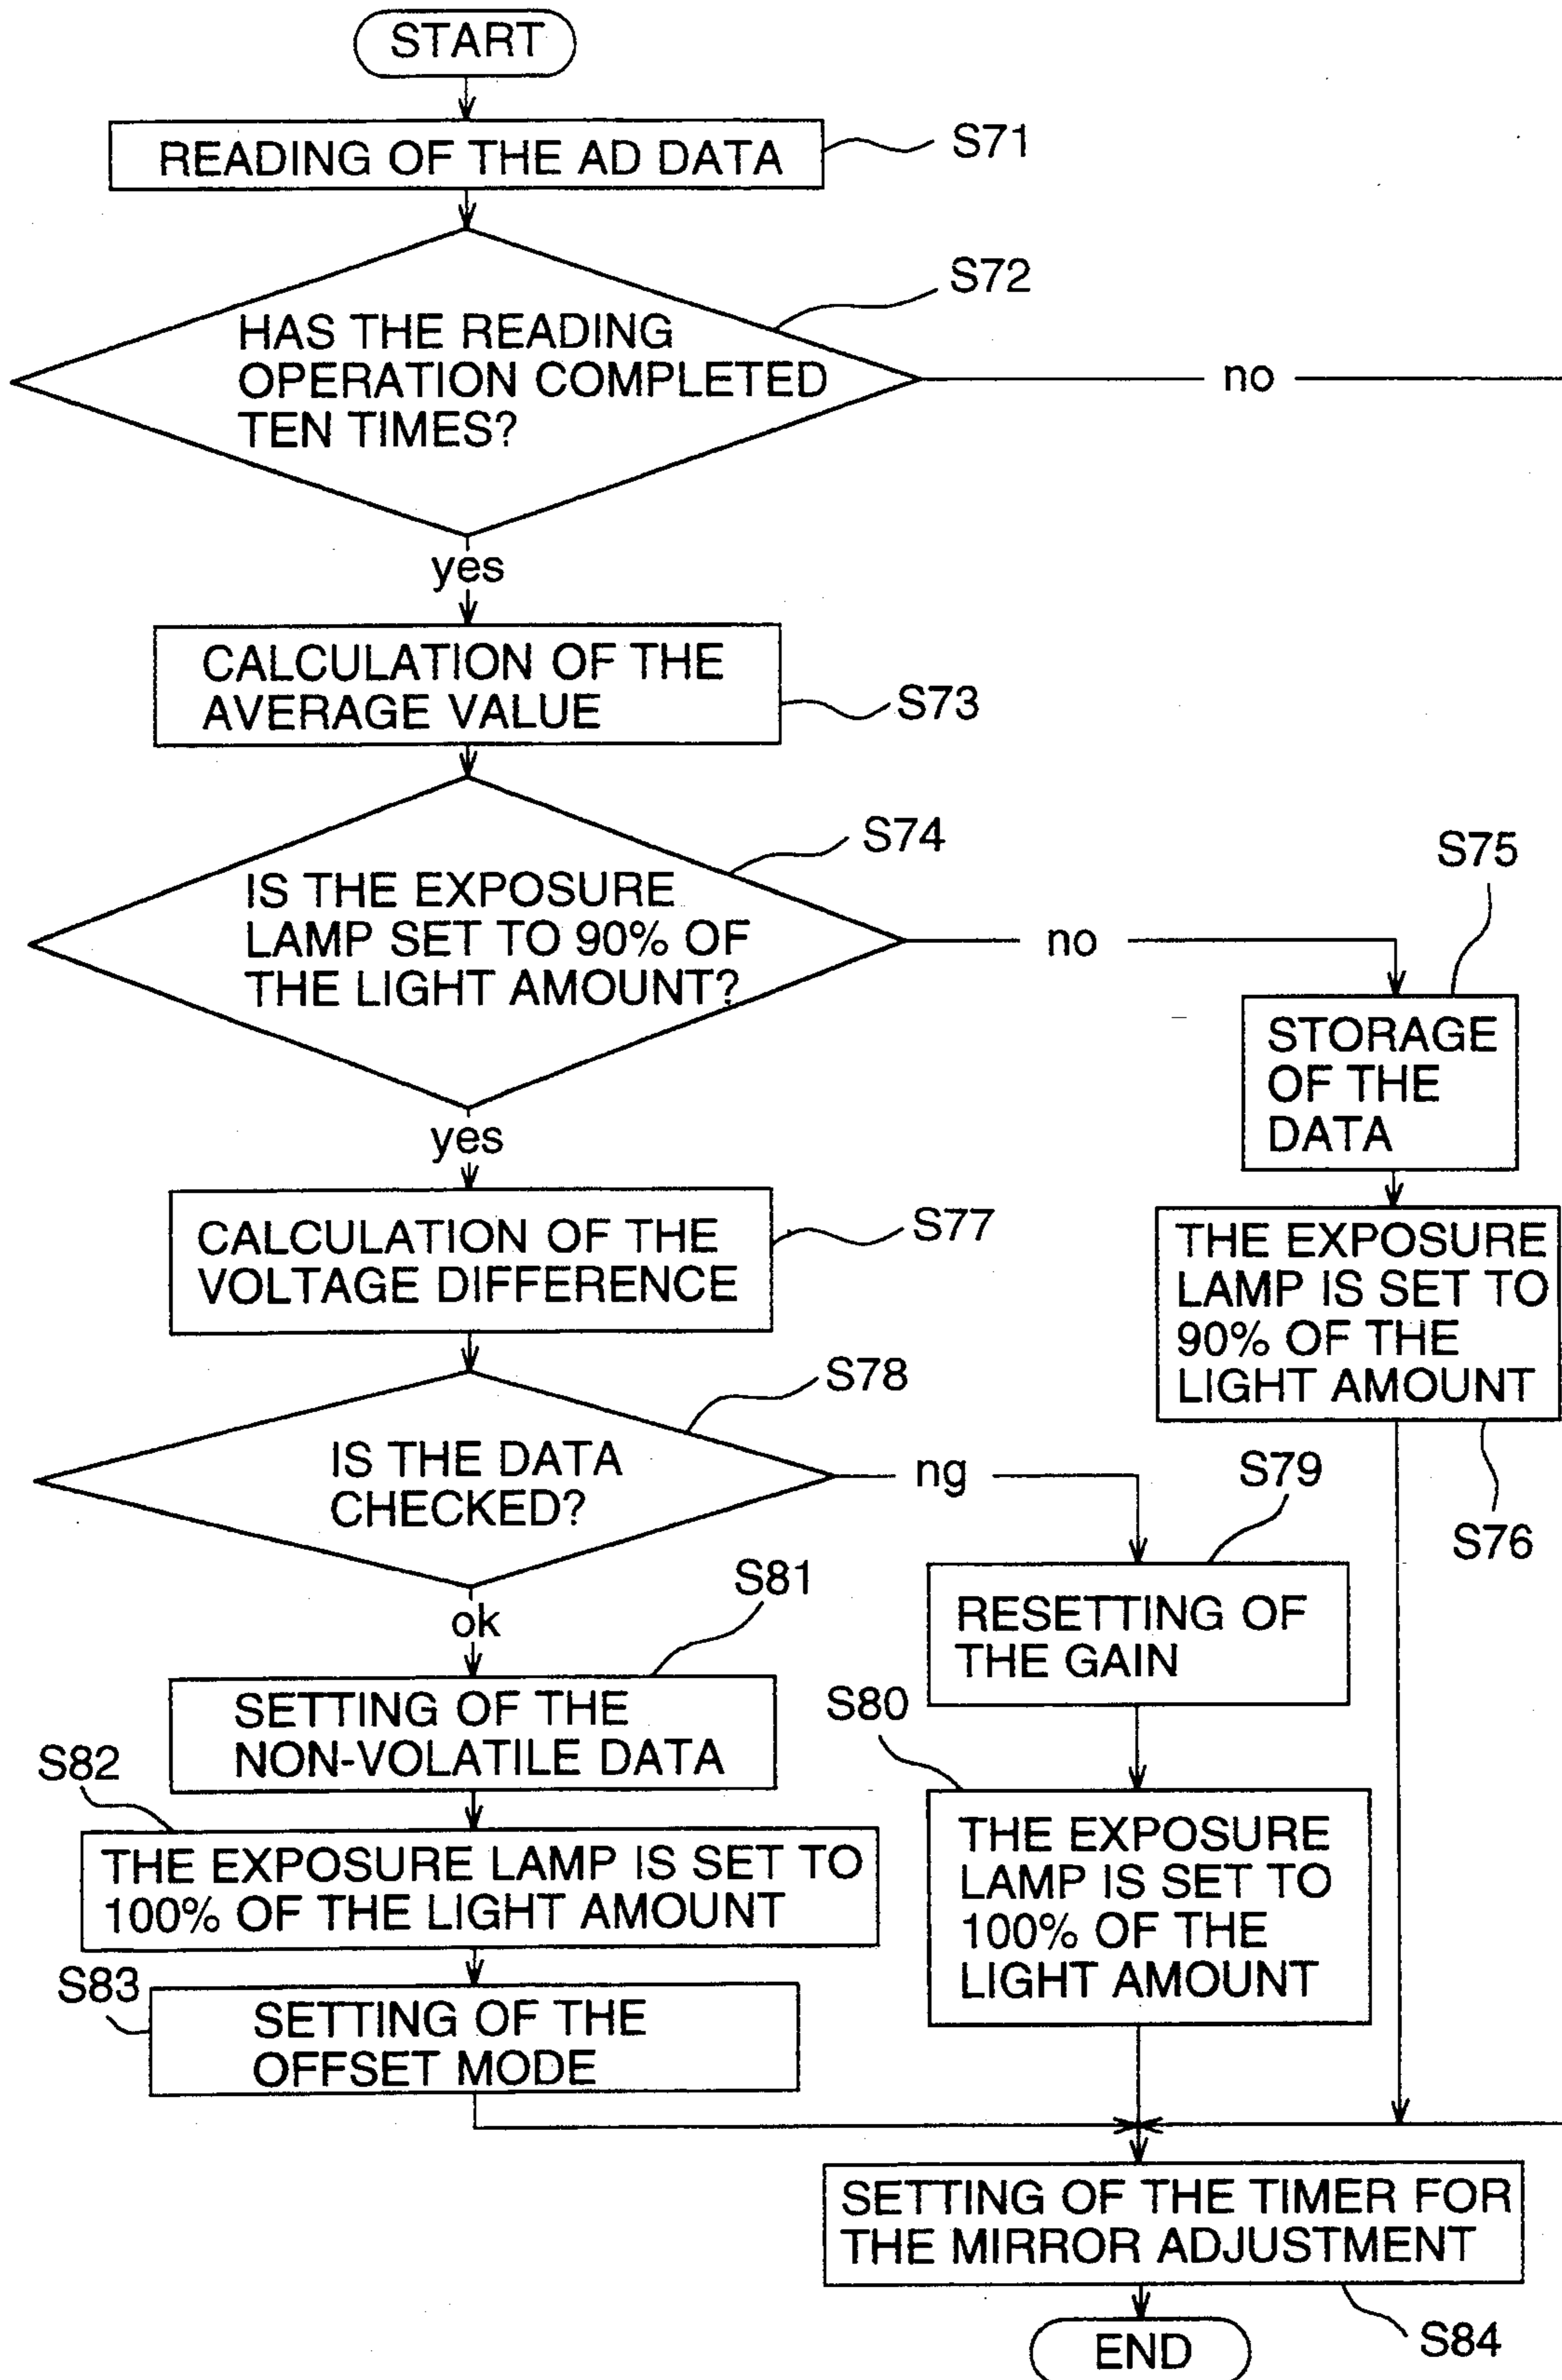 START
READING OF THE AD DATA
S71
HAS THE READING
OPERATION COMPLETED
TEN TIMES?
S72
no
yes
CALCULATION OF THE
AVERAGE VALUE
S73
IS THE EXPOSURE
LAMP SET TO 90% OF
THE LIGHT AMOUNT?
S74
no
S75
STORAGE
OF THE
DATA
yes
CALCULATION OF THE
VOLTAGE DIFFERENCE
S77
THE EXPOSURE
LAMP IS SET TO
90% OF THE
LIGHT AMOUNT
S76
IS THE DATA
CHECKED?
S78
ng
S79
RESETTING OF
THE GAIN
ok
S81
SETTING OF THE
NON-VOLATILE DATA
S80
THE EXPOSURE
LAMP IS SET TO
100% OF THE
LIGHT AMOUNT
S82
THE EXPOSURE LAMP IS SET TO
100% OF THE LIGHT AMOUNT
S83
SETTING OF THE
OFFSET MODE
SETTING OF THE TIMER FOR
THE MIRROR ADJUSTMENT
S84
END